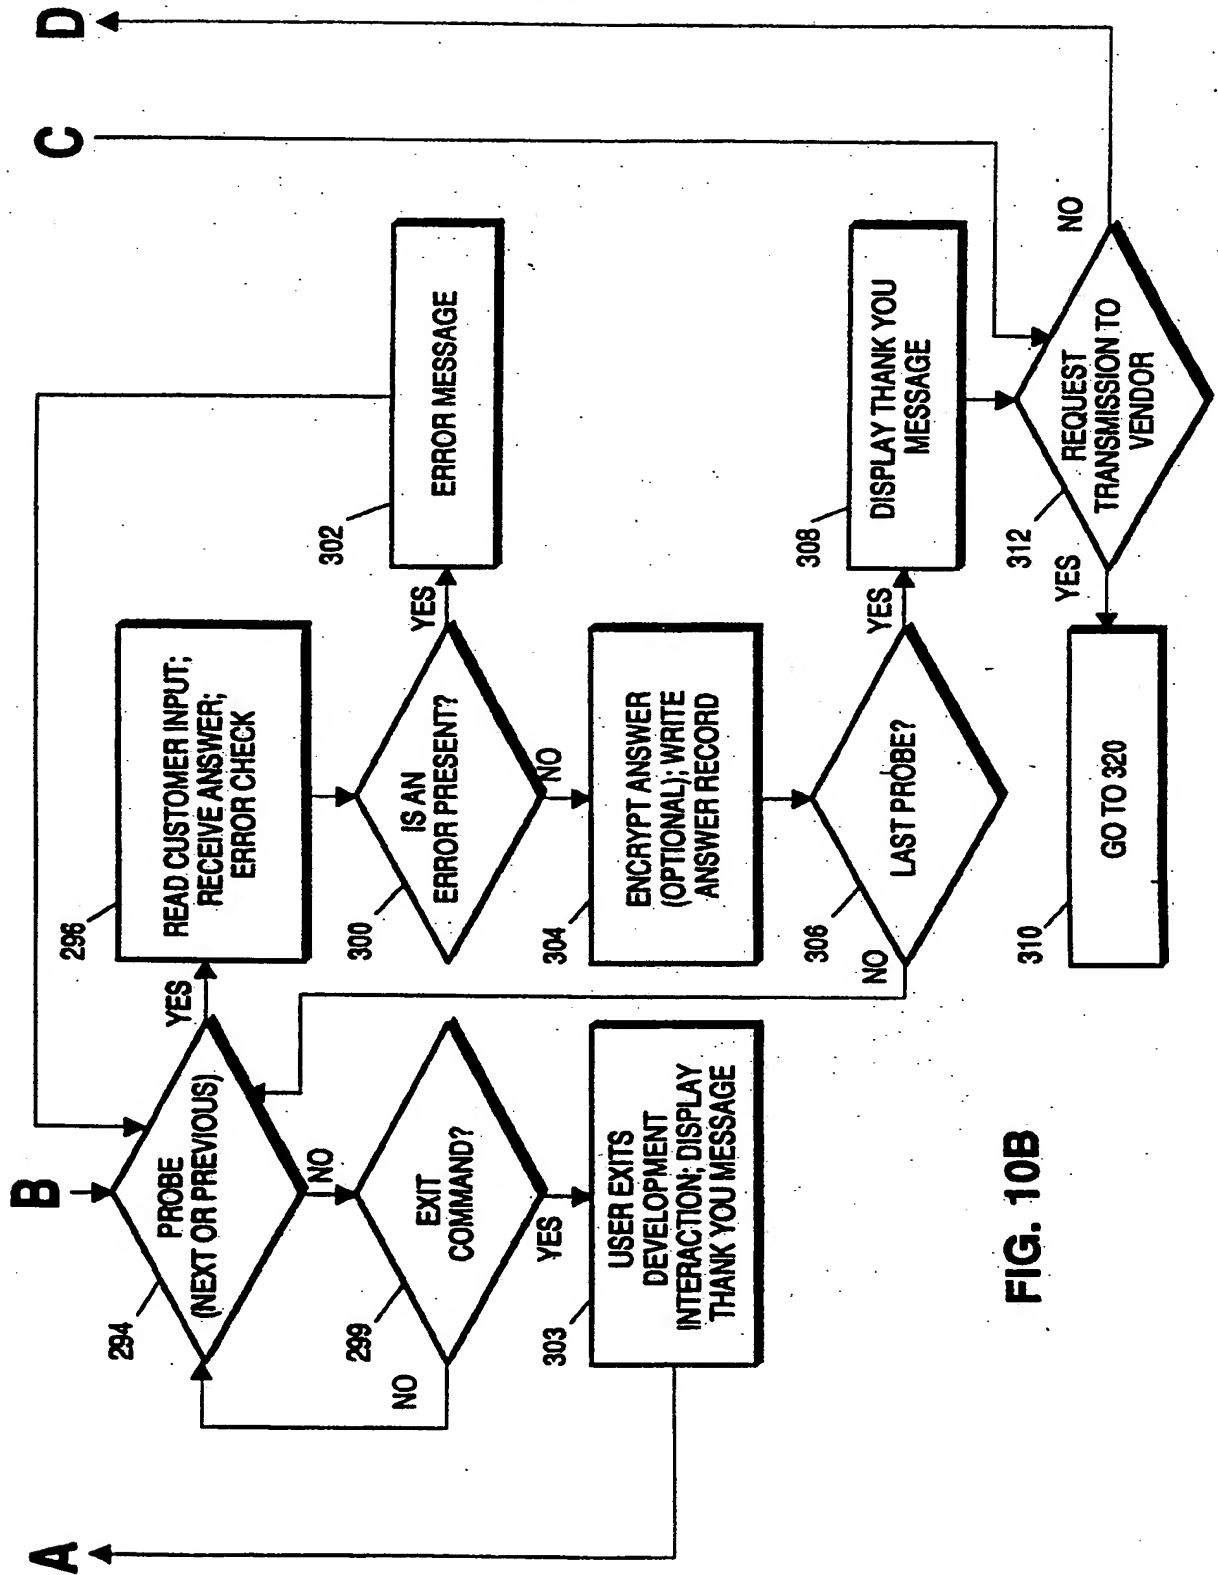 A
B
C
D
294
PROBE
(NEXT OR PREVIOUS)
YES
NO
296
READ CUSTOMER INPUT;
RECEIVE ANSWER;
ERROR CHECK
299
EXIT
COMMAND?
NO
YES
300
IS AN
ERROR PRESENT?
YES
NO
302
ERROR MESSAGE
303
USER EXITS
DEVELOPMENT
INTERACTION; DISPLAY
THANK YOU MESSAGE
304
ENCRYPT ANSWER
(OPTIONAL); WRITE
ANSWER RECORD
306
LAST PROBE?
NO
YES
308
DISPLAY THANK YOU
MESSAGE
310
GO TO 320
312
REQUEST
TRANSMISSION TO
VENDOR
YES
NO
FIG. 10B